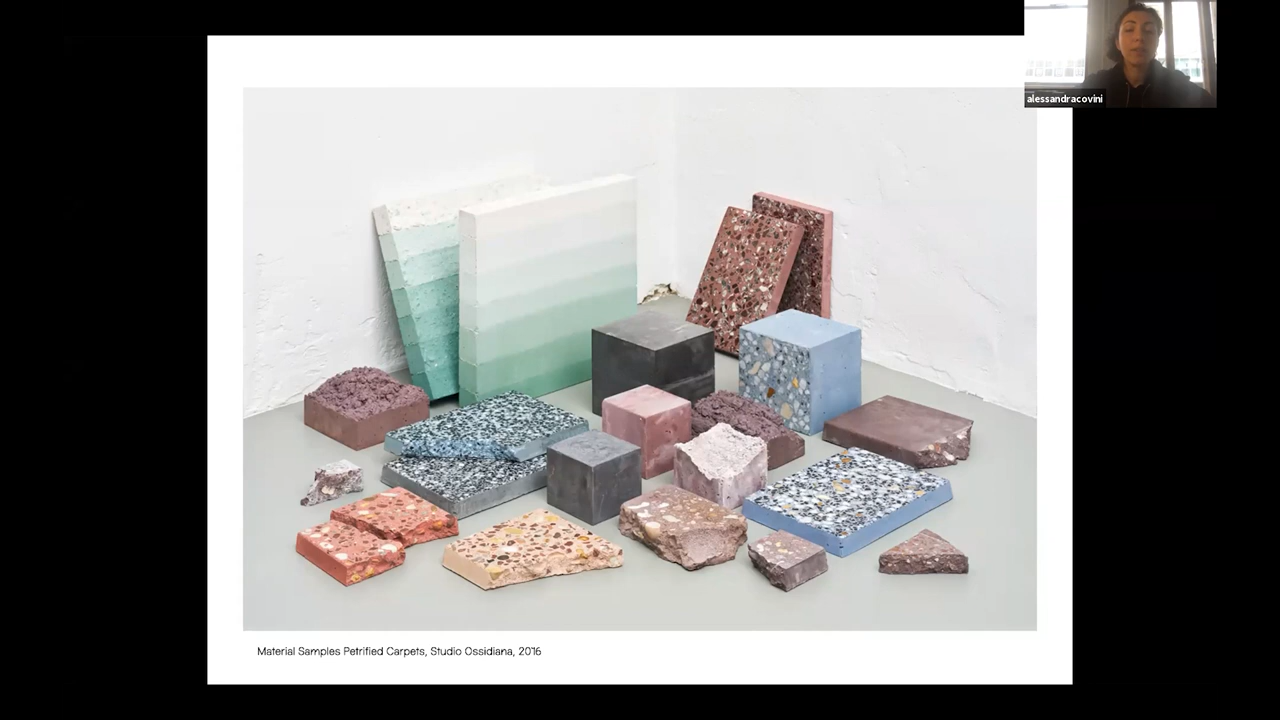 alessandracovini
Material Samples Petrified Carpets, Studio Ossidiana, 2016